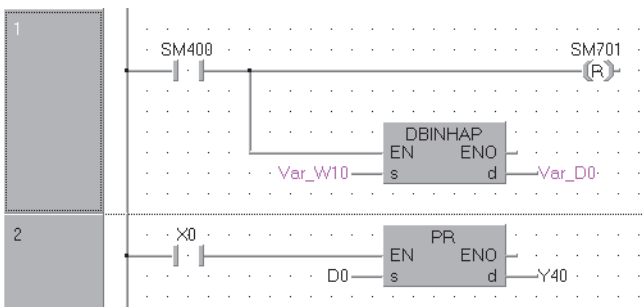 1
SM400 SM701
R
DBINHAP
EN ENO
Var_W10 s d Var_D0
2
X0 PR
EN ENO
D0 s d Y40